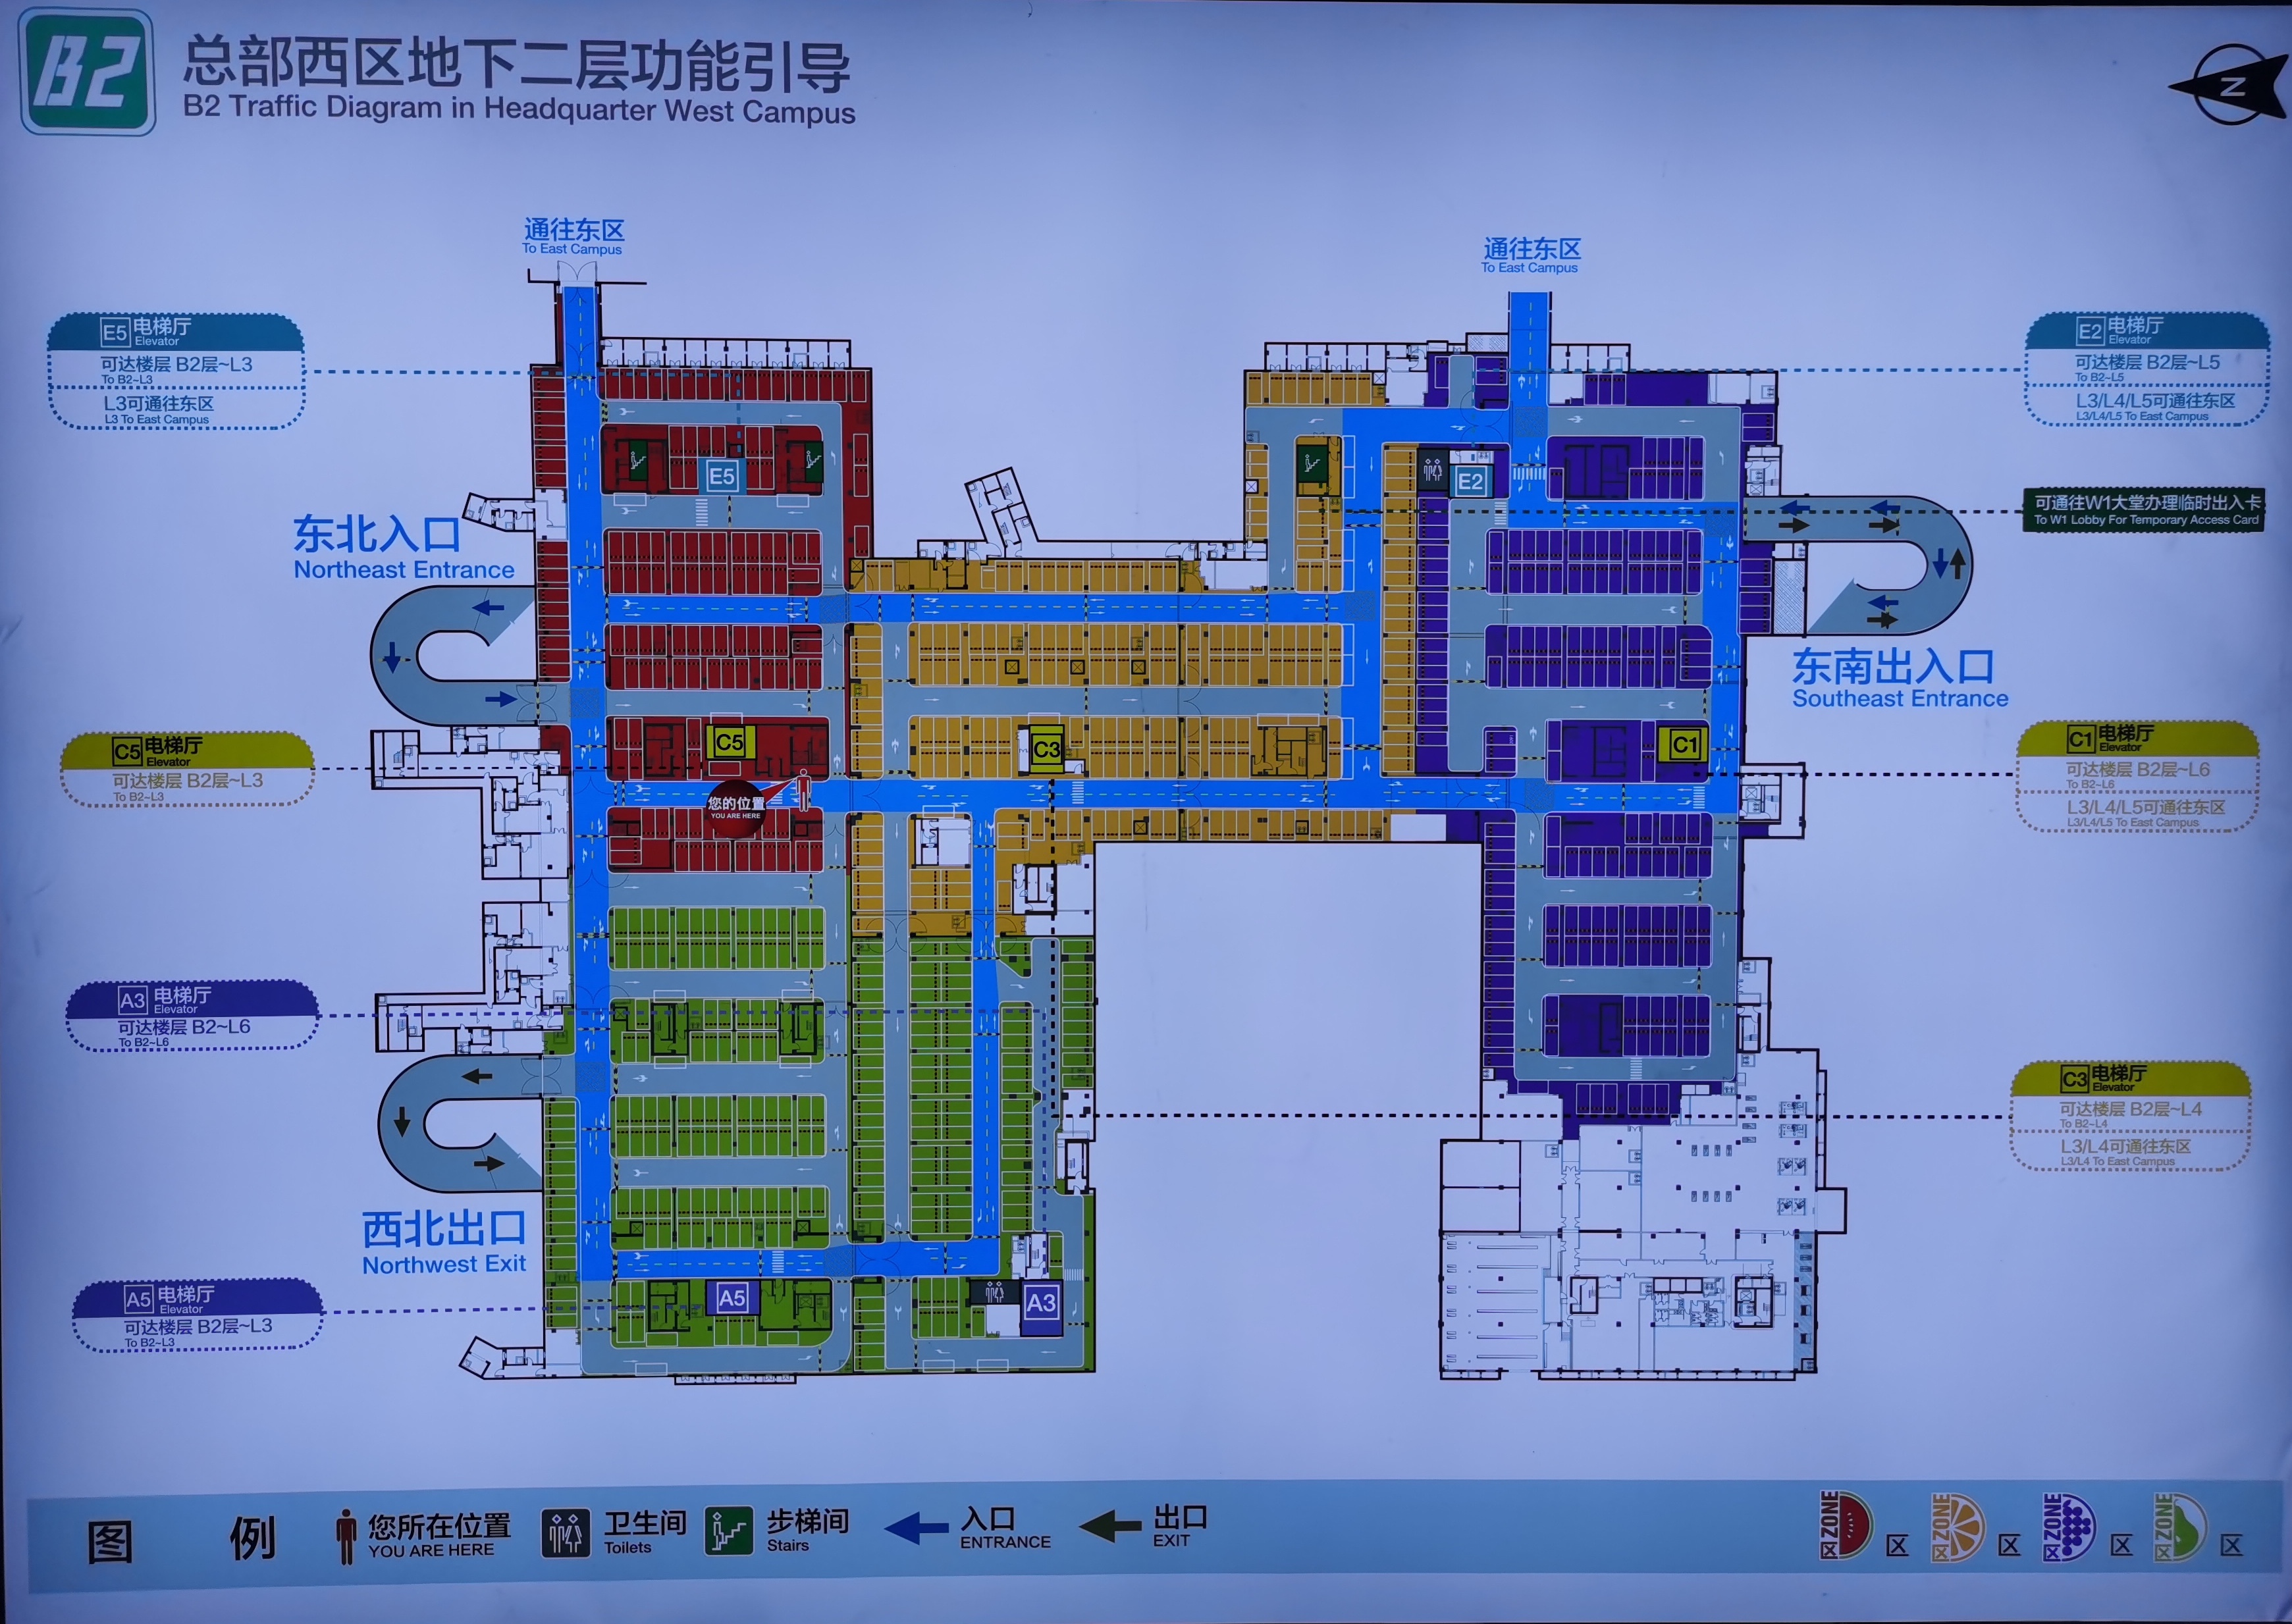 B2
总部西区地下二层功能引导
B2 Traffic Diagram in Headquarter West Campus
N
通往东区
To East Campus
通往东区
To East Campus
E5 电梯厅
Elevator
可达楼层 B2层~L3
To B2~L3
L3可通往东区
L3 To East Campus
E2 电梯厅
Elevator
可达楼层 B2层~L5
To B2~L5
L3/L4/L5可通往东区
L3/L4/L5 To East Campus
E5
E2
可通往W1大堂办理临时出入卡
To W1 Lobby For Temporary Access Card
东北入口
Northeast Entrance
东南出入口
Southeast Entrance
C5 电梯厅
Elevator
可达楼层 B2层~L3
To B2~L3
C5
C3
C1
C1 电梯厅
Elevator
可达楼层 B2层~L6
To B2~L6
L3/L4/L5可通往东区
L3/L4/L5 To East Campus
您的位置
YOU ARE HERE
A3 电梯厅
Elevator
可达楼层 B2~L6
To B2~L6
C3 电梯厅
Elevator
可达楼层 B2层~L4
To B2~L4
L3/L4可通往东区
L3/L4 To East Campus
西北出口
Northwest Exit
A5 电梯厅
Elevator
可达楼层 B2层~L3
To B2~L3
A5
A3
图 例
您所在位置
YOU ARE HERE
卫生间
Toilets
步梯间
Stairs
入口
ENTRANCE
出口
EXIT
区 ZONE 区
区 ZONE 区
区 ZONE 区
区 ZONE 区